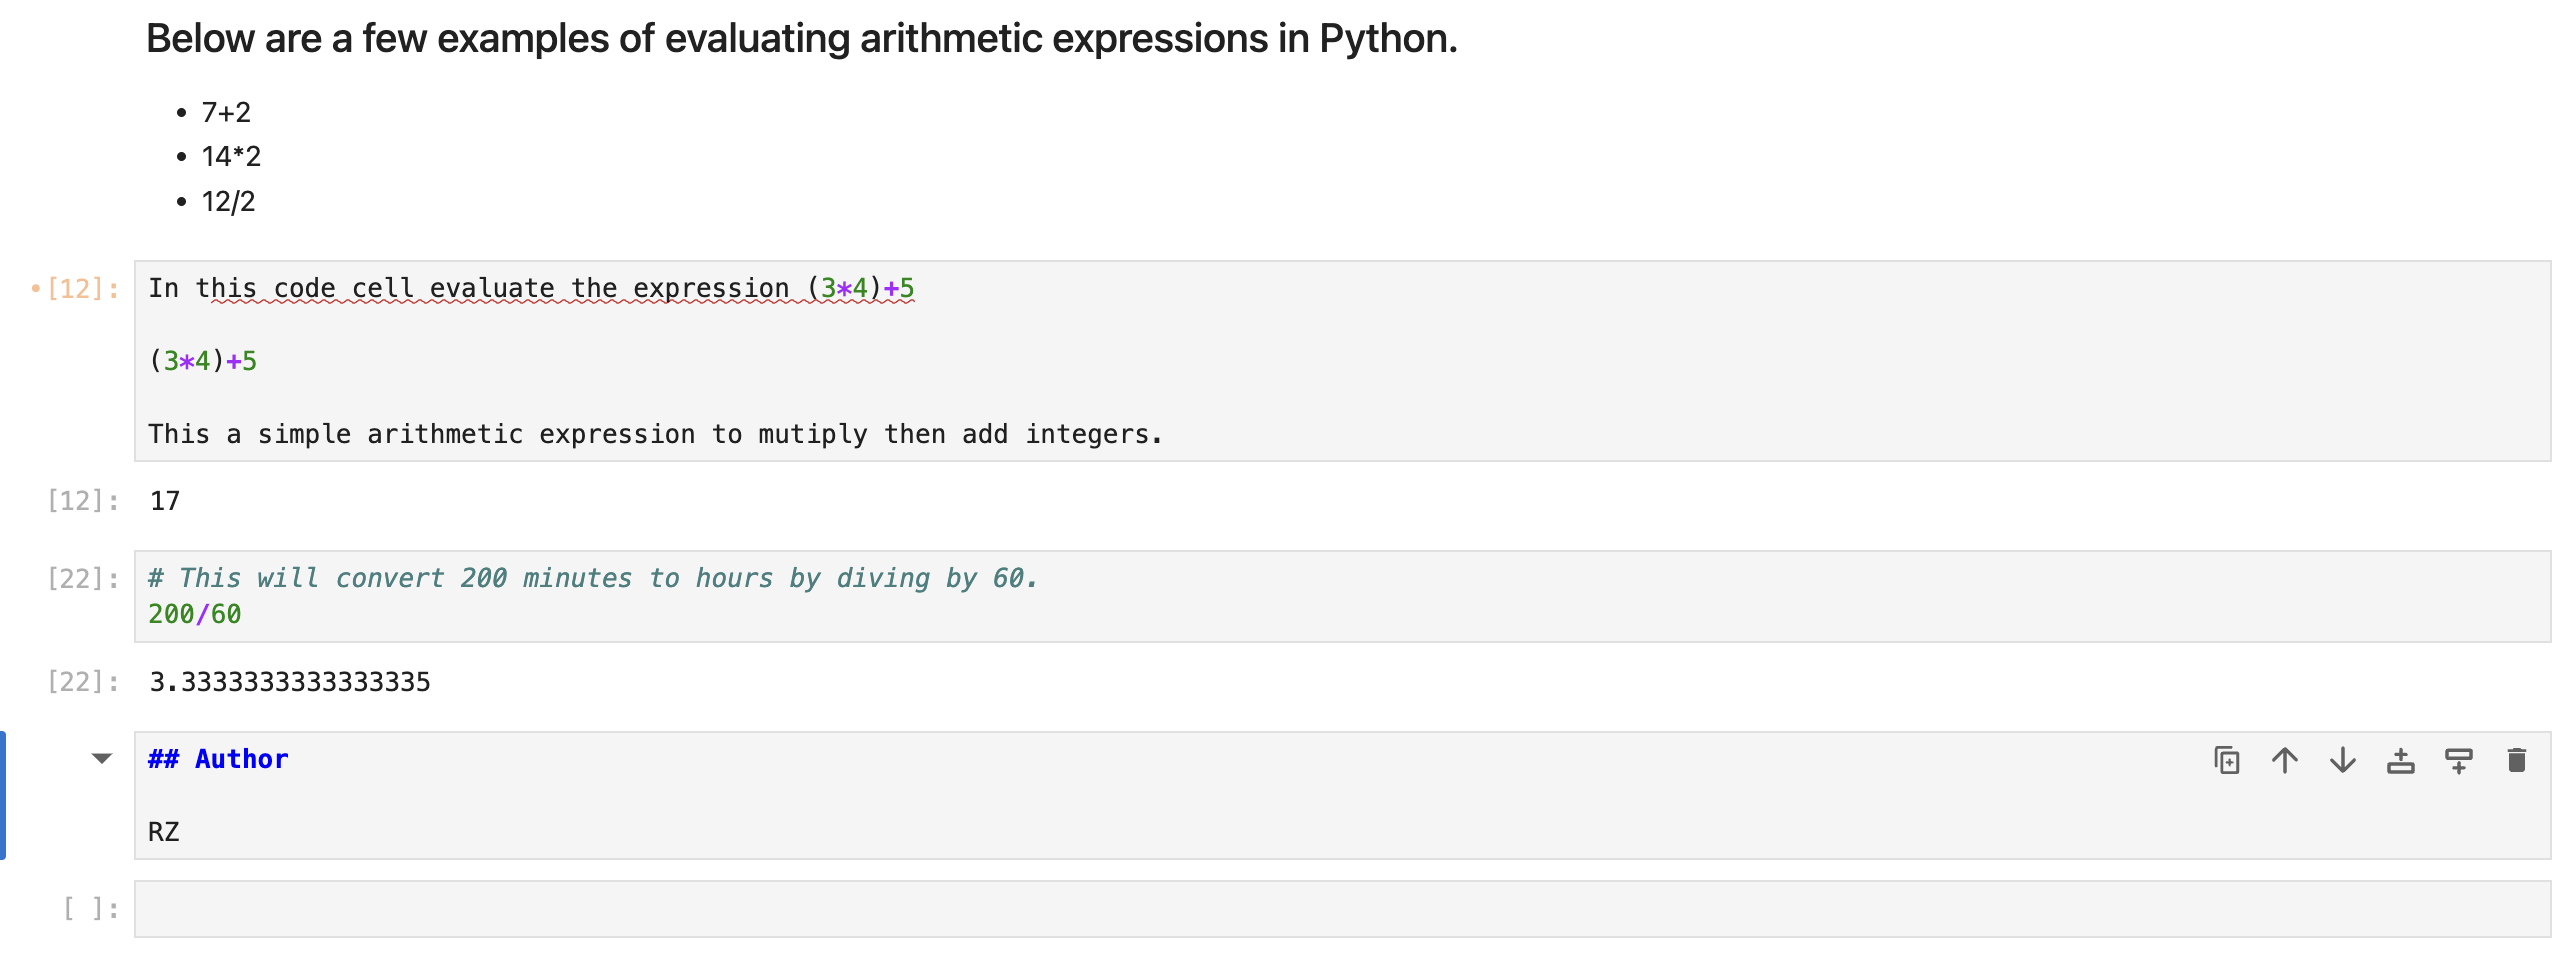 Below are a few examples of evaluating arithmetic expressions in Python.
• 7+2
• 14*2
• 12/2
•[12]: In this code cell evaluate the expression (3*4)+5
(3*4)+5
This a simple arithmetic expression to mutiply then add integers.
[12]: 17
[22]: # This will convert 200 minutes to hours by diving by 60.
200/60
[22]: 3.3333333333333335
## Author
RZ
[ ]: